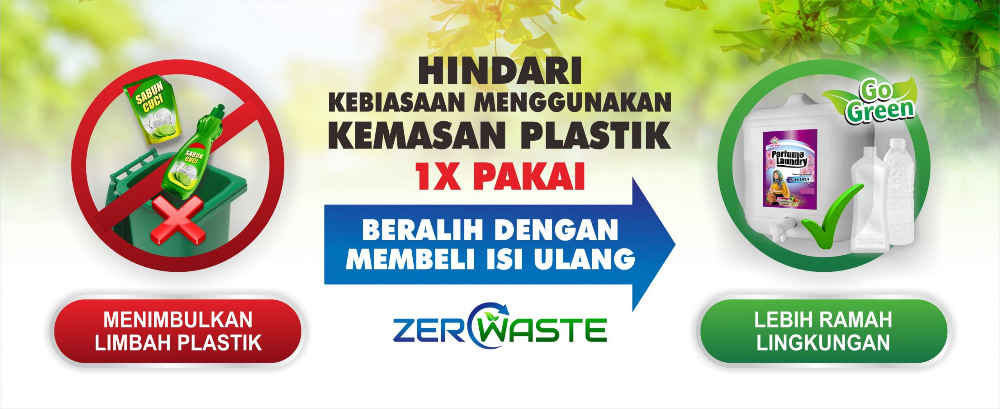 SABUN
CUCI
SABUN
CUCI
MENIMBULKAN
LIMBAH PLASTIK
HINDARI
KEBIASAAN MENGGUNAKAN
KEMASAN PLASTIK
1X PAKAI
BERALIH DENGAN
MEMBELI ISI ULANG
ZEROWASTE
Go
Green
OMAH WANGI
Parfume
Laundry
Pewangi Pakaian
SAKURA
OMAH WANGI
LEBIH RAMAH
LINGKUNGAN